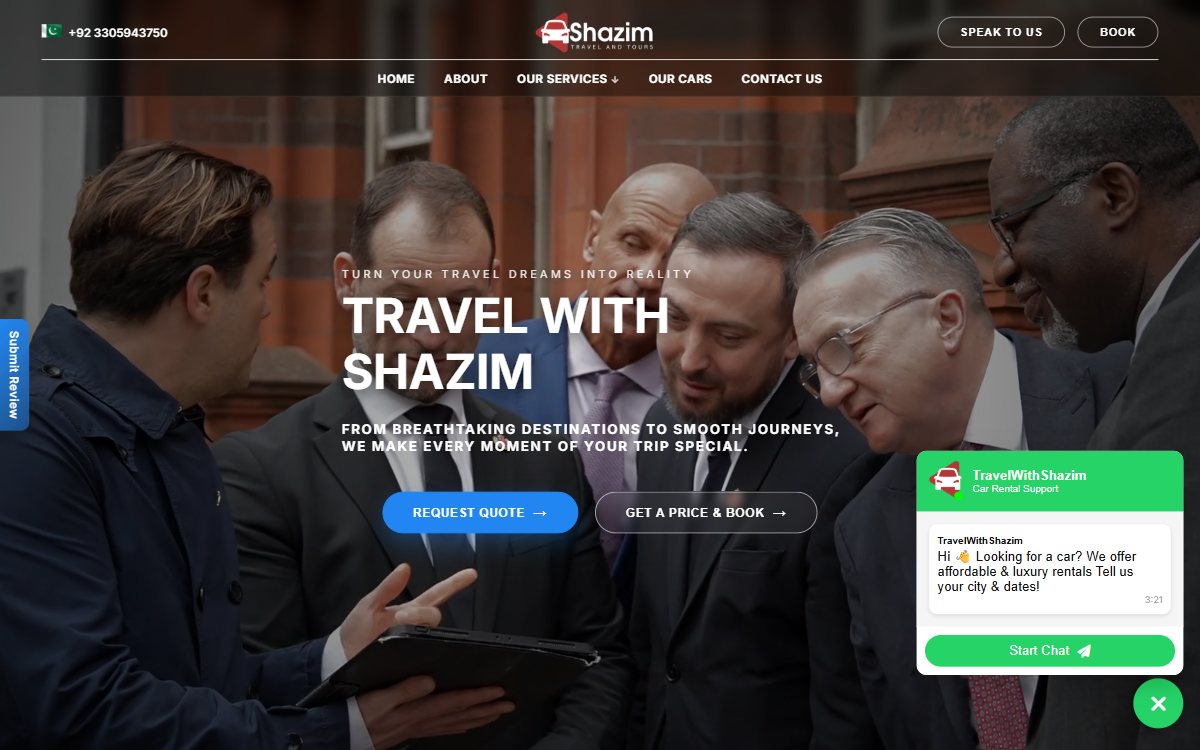 +92 3305943750
Shazim
TRAVEL AND TOURS
SPEAK TO US
BOOK
HOME
ABOUT
OUR SERVICES ↓
OUR CARS
CONTACT US
TURN YOUR TRAVEL DREAMS INTO REALITY
TRAVEL WITH
SHAZIM
FROM BREATHTAKING DESTINATIONS TO SMOOTH JOURNEYS,
WE MAKE EVERY MOMENT OF YOUR TRIP SPECIAL.
REQUEST QUOTE →
GET A PRICE & BOOK →
Submit Review
TravelWithShazim
Car Rental Support
TravelWithShazim
Hi 👋 Looking for a car? We offer
affordable & luxury rentals Tell us
your city & dates!
3:21
Start Chat